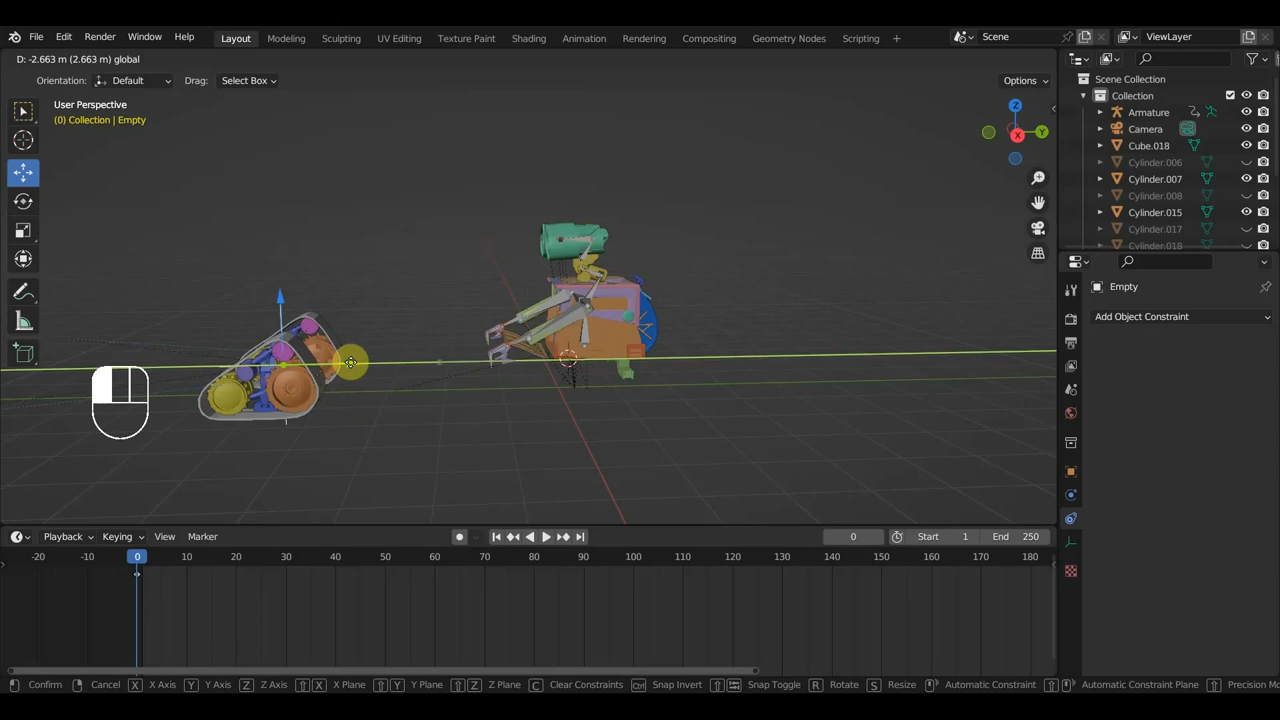 File Edit Render Window Help Layout Modeling Sculpting UV Editing Texture Paint Shading Animation Rendering Compositing Geometry Nodes Scripting + Scene ViewLayer
D: -2.663 m (2.663 m) global
Orientation: Default Drag: Select Box Options
User Perspective
(0) Collection | Empty
Z
Y
X
Scene Collection
Collection
Armature
Camera
Cube.018
Cylinder.006
Cylinder.007
Cylinder.008
Cylinder.015
Cylinder.017
Cylinder.018
Empty
Add Object Constraint
Playback Keying View Marker 0 Start 1 End 250
-20 -10 0 10 20 30 40 50 60 70 80 90 100 110 120 130 140 150 160 170 180
Confirm Cancel X X Axis Y Y Axis Z Z Axis X X Plane Y Y Plane Z Z Plane C Clear Constraints Ctrl Snap Invert Snap Toggle R Rotate S Resize Automatic Constraint Automatic Constraint Plane Precision Mo